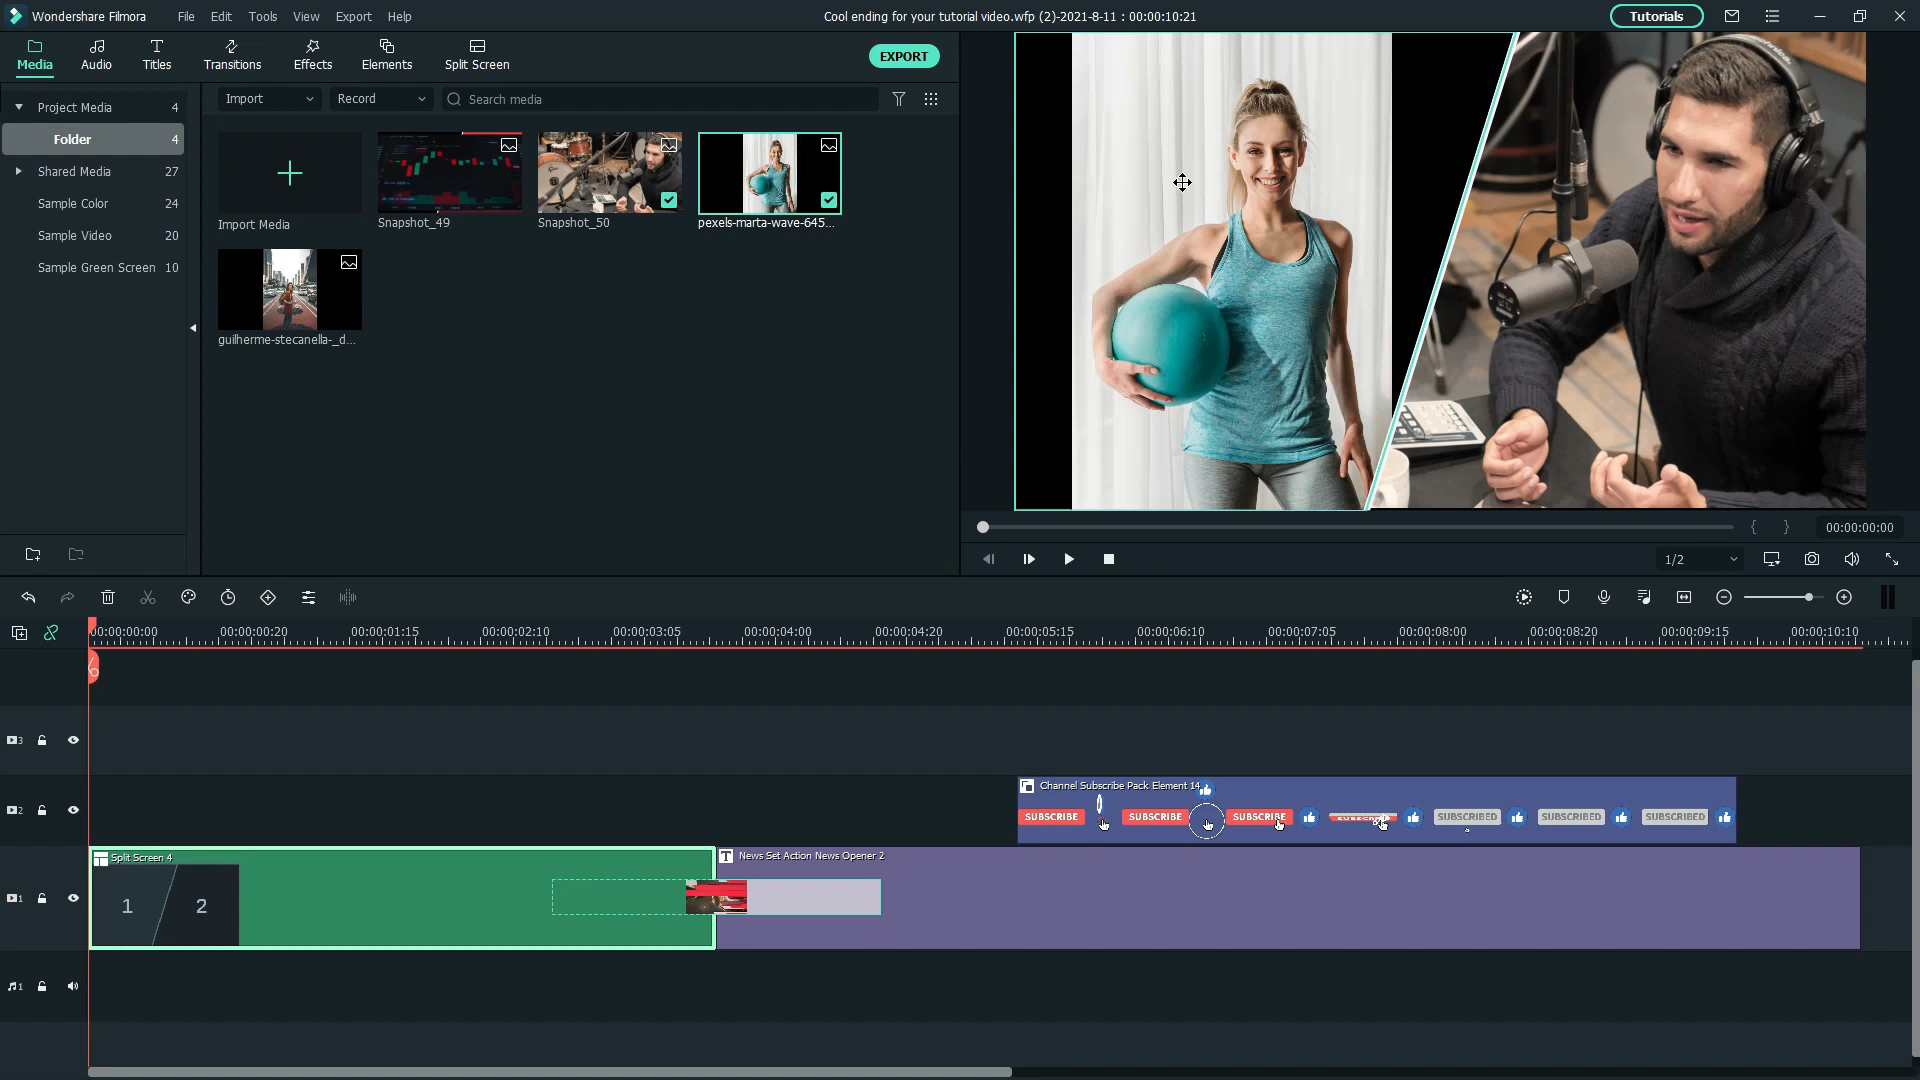 Wondershare Filmora
File Edit Tools View Export Help
Cool ending for your tutorial video.wfp (2)-2021-8-11 : 00:00:10:21
Tutorials
Media Audio Titles Transitions Effects Elements Split Screen
EXPORT
Project Media 4
Folder 4
Shared Media 27
Sample Color 24
Sample Video 20
Sample Green Screen 10
Import Record Search media
Import Media
Snapshot_49
Snapshot_50
pexels-marta-wave-645...
guilherme-stecanella-_d...
{ } 00:00:00:00
1/2
00:00:00:00 00:00:00:20 00:00:01:15 00:00:02:10 00:00:03:05 00:00:04:00 00:00:04:20 00:00:05:15 00:00:06:10 00:00:07:05 00:00:08:00 00:00:08:20 00:00:09:15 00:00:10:10
3
2
Channel Subscribe Pack Element 14
SUBSCRIBE SUBSCRIBE SUBSCRIBE SUBSCRIBED SUBSCRIBED SUBSCRIBED
1
Split Screen 4
1 2
T News Set Action News Opener 2
1